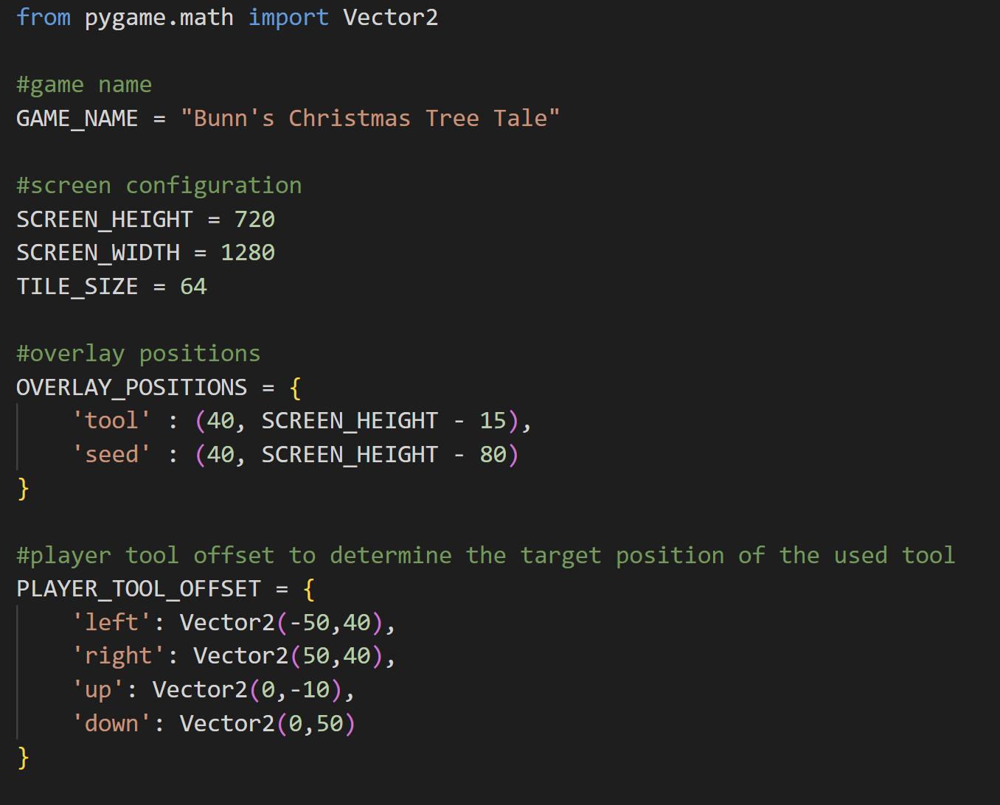 from pygame.math import Vector2
#game name
GAME_NAME = "Bunn's Christmas Tree Tale"
#screen configuration
SCREEN_HEIGHT = 720
SCREEN_WIDTH = 1280
TILE_SIZE = 64
#overlay positions
OVERLAY_POSITIONS = {
    'tool' : (40, SCREEN_HEIGHT - 15),
    'seed' : (40, SCREEN_HEIGHT - 80)
}
#player tool offset to determine the target position of the used tool
PLAYER_TOOL_OFFSET = {
    'left': Vector2(-50,40),
    'right': Vector2(50,40),
    'up': Vector2(0,-10),
    'down': Vector2(0,50)
}